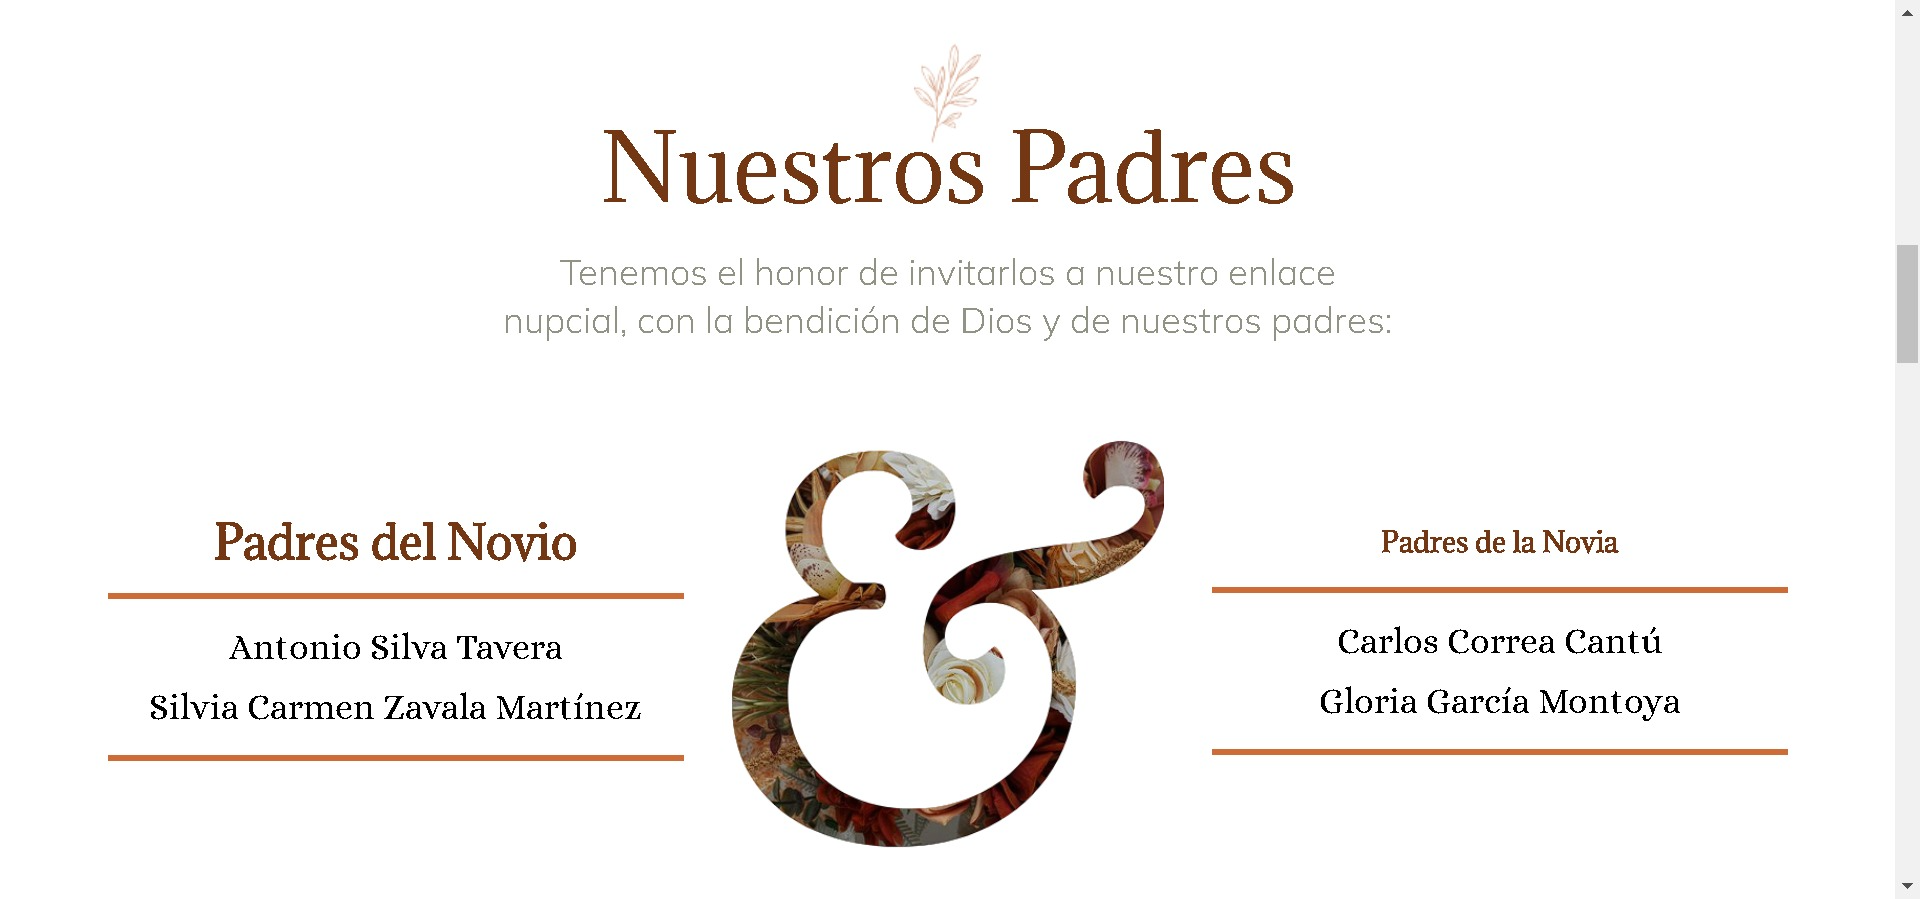 Nuestros Padres
Tenemos el honor de invitarlos a nuestro enlace
nupcial, con la bendición de Dios y de nuestros padres:
Padres del Novio
Antonio Silva Tavera
Silvia Carmen Zavala Martínez
&
Padres de la Novia
Carlos Correa Cantú
Gloria García Montoya